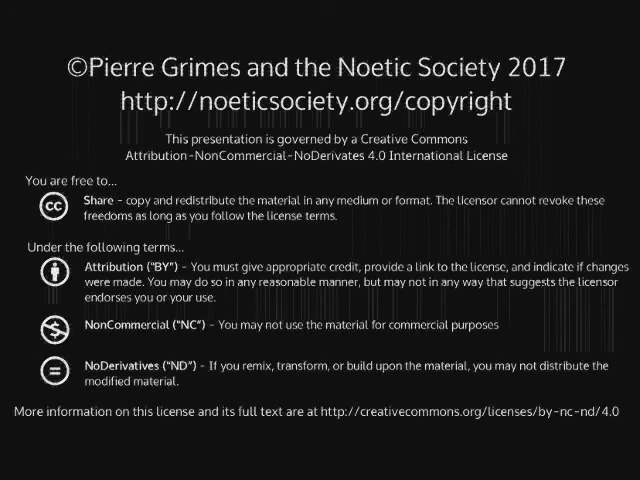 ©Pierre Grimes and the Noetic Society 2017
http://noeticsociety.org/copyright
This presentation is governed by a Creative Commons
Attribution-NonCommercial-NoDerivates 4.0 International License
You are free to...
cc
Share - copy and redistribute the material in any medium or format. The licensor cannot revoke these
freedoms as long as you follow the license terms.
Under the following terms...
Attribution ("BY") - You must give appropriate credit, provide a link to the license, and indicate if changes
were made. You may do so in any reasonable manner, but may not in any way that suggests the licensor
endorses you or your use.
NonCommercial ("NC") - You may not use the material for commercial purposes
NoDerivatives ("ND") - If you remix, transform, or build upon the material, you may not distribute the
modified material.
More information on this license and its full text are at http://creativecommons.org/licenses/by-nc-nd/4.0